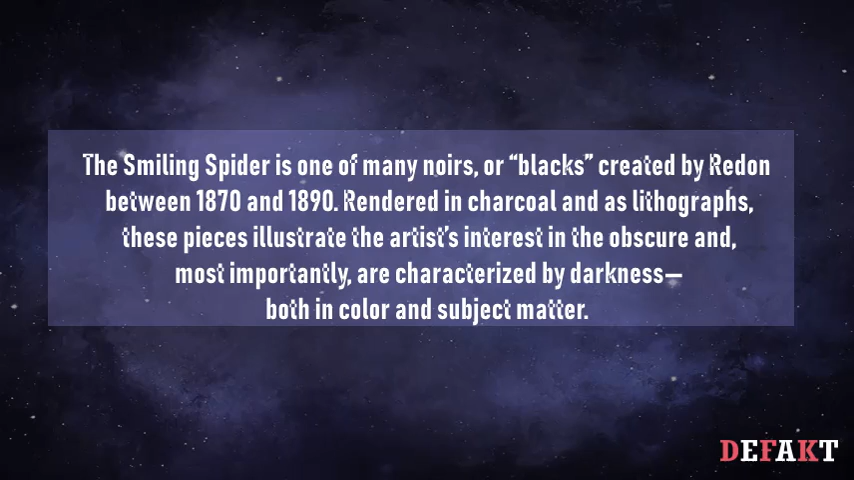 The Smiling Spider is one of many noirs, or “blacks” created by Redon
between 1870 and 1890. Rendered in charcoal and as lithographs,
these pieces illustrate the artist’s interest in the obscure and,
most importantly, are characterized by darkness—
both in color and subject matter.
DEFAKT